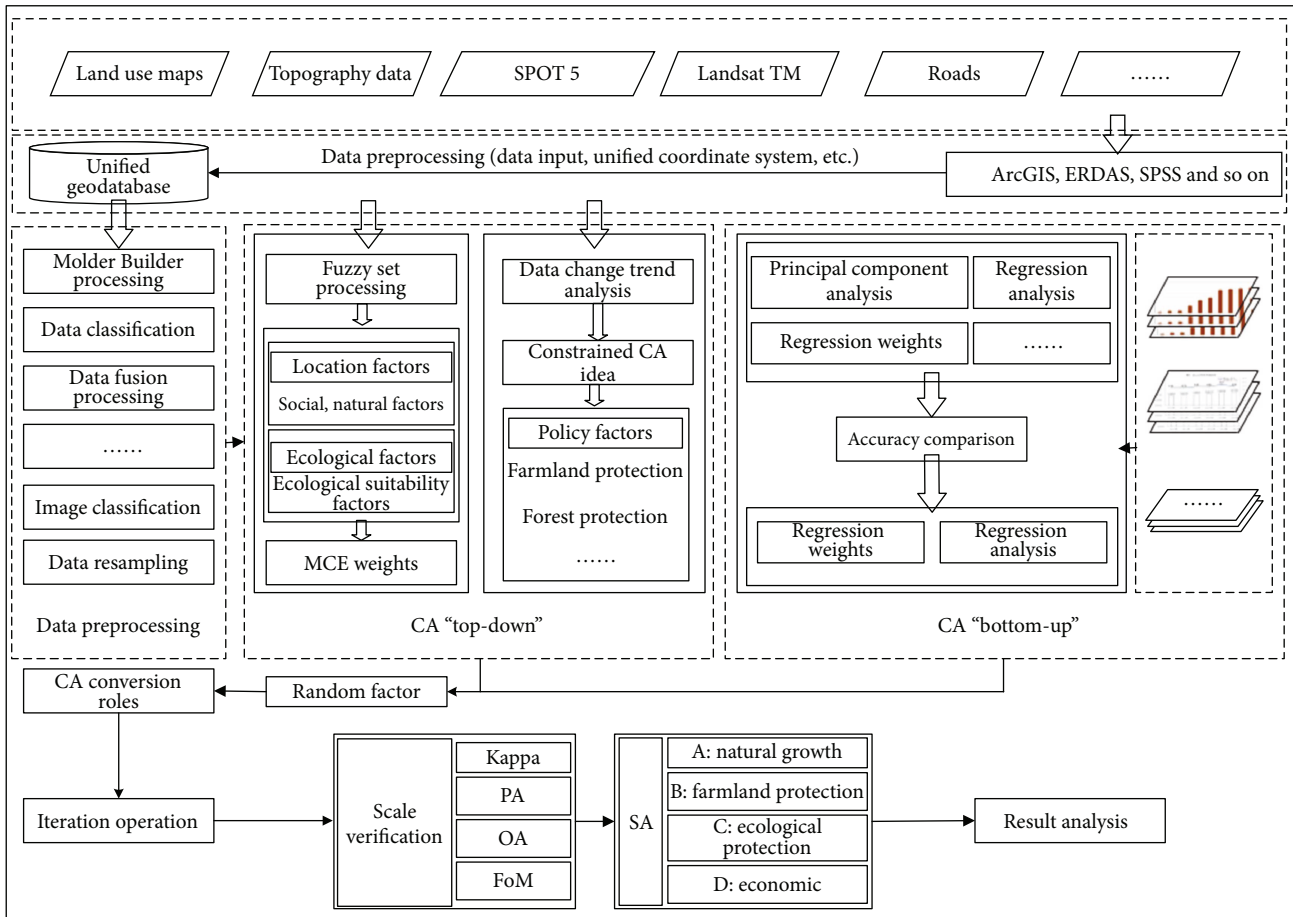 Land use maps
Topography data
SPOT 5
Landsat TM
Roads
……
Unified
geodatabase
Data preprocessing (data input, unified coordinate system, etc.)
ArcGIS, ERDAS, SPSS and so on
Molder Builder
processing
Data classification
Data fusion
processing
……
Image classification
Data resampling
Data preprocessing
Fuzzy set
processing
Location factors
Social, natural factors
Ecological factors
Ecological suitability
factors
MCE weights
Data change trend
analysis
Constrained CA
idea
Policy factors
Farmland protection
Forest protection
……
CA “top-down”
Principal component
analysis
Regression
analysis
Regression weights
……
Accuracy comparison
Regression
weights
Regression
analysis
……
CA “bottom-up”
CA conversion
roles
Random factor
Iteration operation
Scale
verification
Kappa
PA
OA
FoM
SA
A: natural growth
B: farmland protection
C: ecological
protection
D: economic
Result analysis